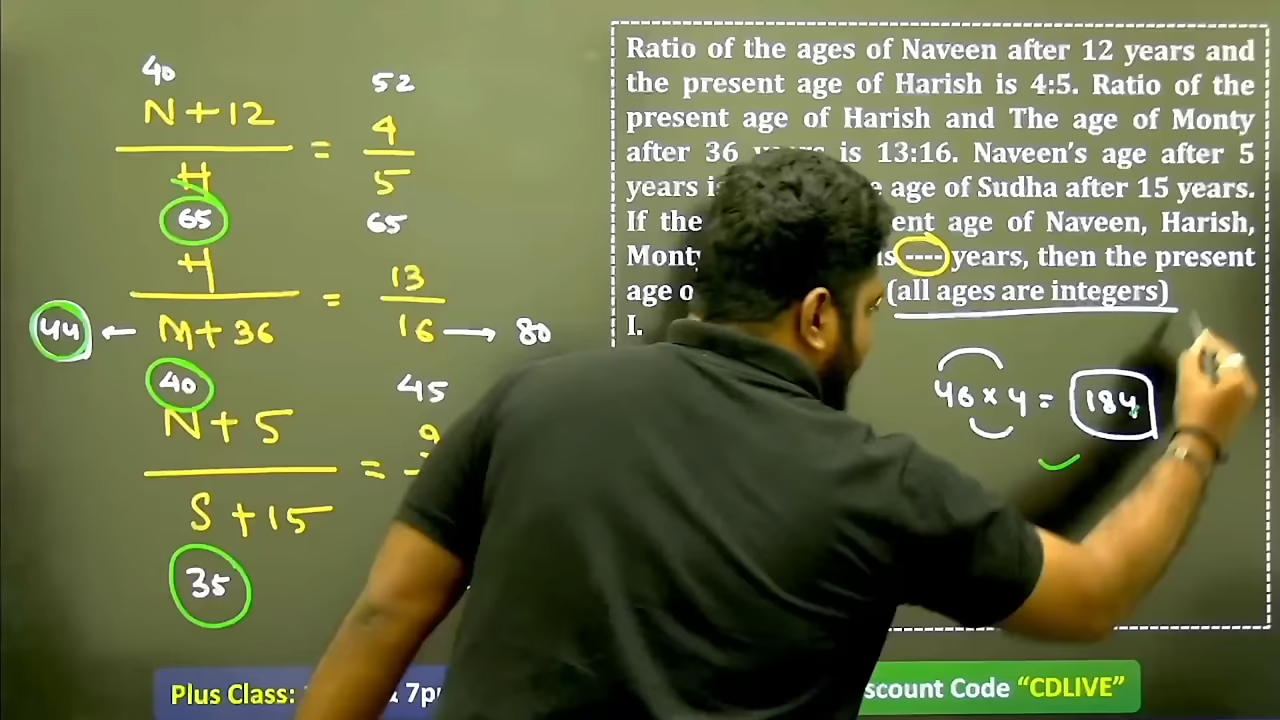 40
N+12
=
52
4
5
65
H
65
H
M+36
=
13
16 → 80
44 ←
40
N+5
S+15
=
45
9
35
Ratio of the ages of Naveen after 12 years and
the present age of Harish is 4:5. Ratio of the
present age of Harish and The age of Monty
after 36 is 13:16. Naveen's age after 5
years age of Sudha after 15 years.
If the age of Naveen, Harish,
---- years, then the present
age (all ages are integers)
I.
46 x 4 = 184
Plus Class:
Code "CDLIVE"